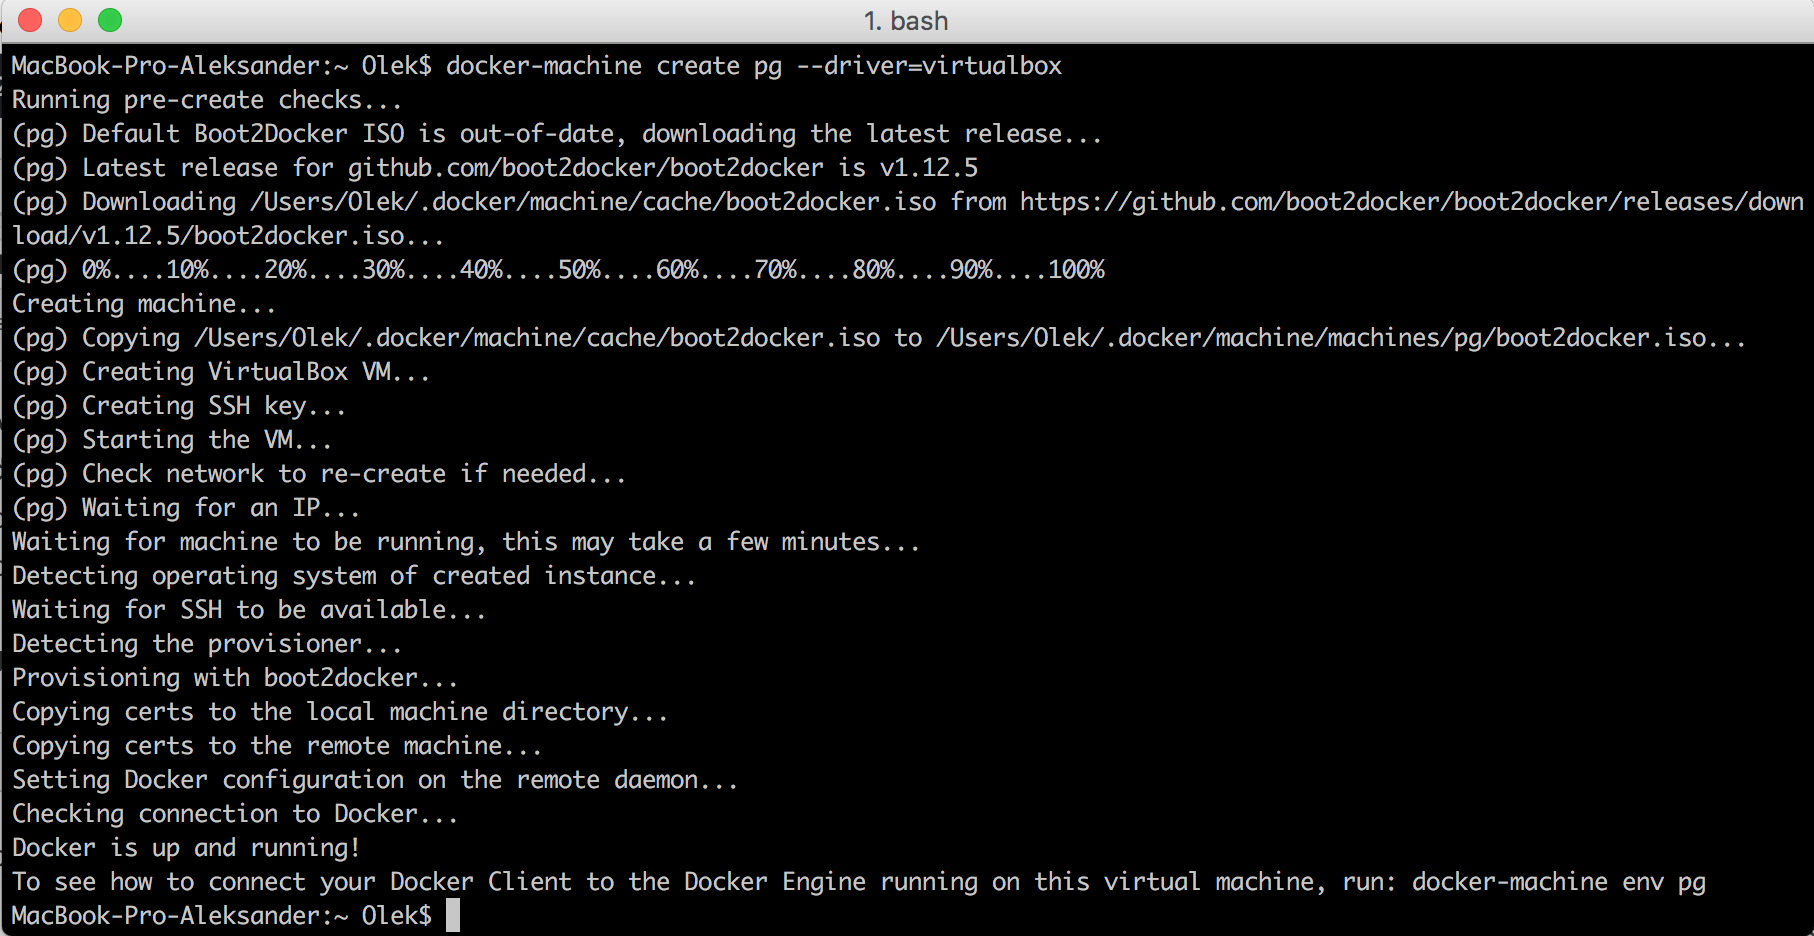 1. bash
MacBook-Pro-Aleksander:~ Olek$ docker-machine create pg --driver=virtualbox
Running pre-create checks...
(pg) Default Boot2Docker ISO is out-of-date, downloading the latest release...
(pg) Latest release for github.com/boot2docker/boot2docker is v1.12.5
(pg) Downloading /Users/Olek/.docker/machine/cache/boot2docker.iso from https://github.com/boot2docker/boot2docker/releases/down
load/v1.12.5/boot2docker.iso...
(pg) 0%....10%....20%....30%....40%....50%....60%....70%....80%....90%....100%
Creating machine...
(pg) Copying /Users/Olek/.docker/machine/cache/boot2docker.iso to /Users/Olek/.docker/machine/machines/pg/boot2docker.iso...
(pg) Creating VirtualBox VM...
(pg) Creating SSH key...
(pg) Starting the VM...
(pg) Check network to re-create if needed...
(pg) Waiting for an IP...
Waiting for machine to be running, this may take a few minutes...
Detecting operating system of created instance...
Waiting for SSH to be available...
Detecting the provisioner...
Provisioning with boot2docker...
Copying certs to the local machine directory...
Copying certs to the remote machine...
Setting Docker configuration on the remote daemon...
Checking connection to Docker...
Docker is up and running!
To see how to connect your Docker Client to the Docker Engine running on this virtual machine, run: docker-machine env pg
MacBook-Pro-Aleksander:~ Olek$